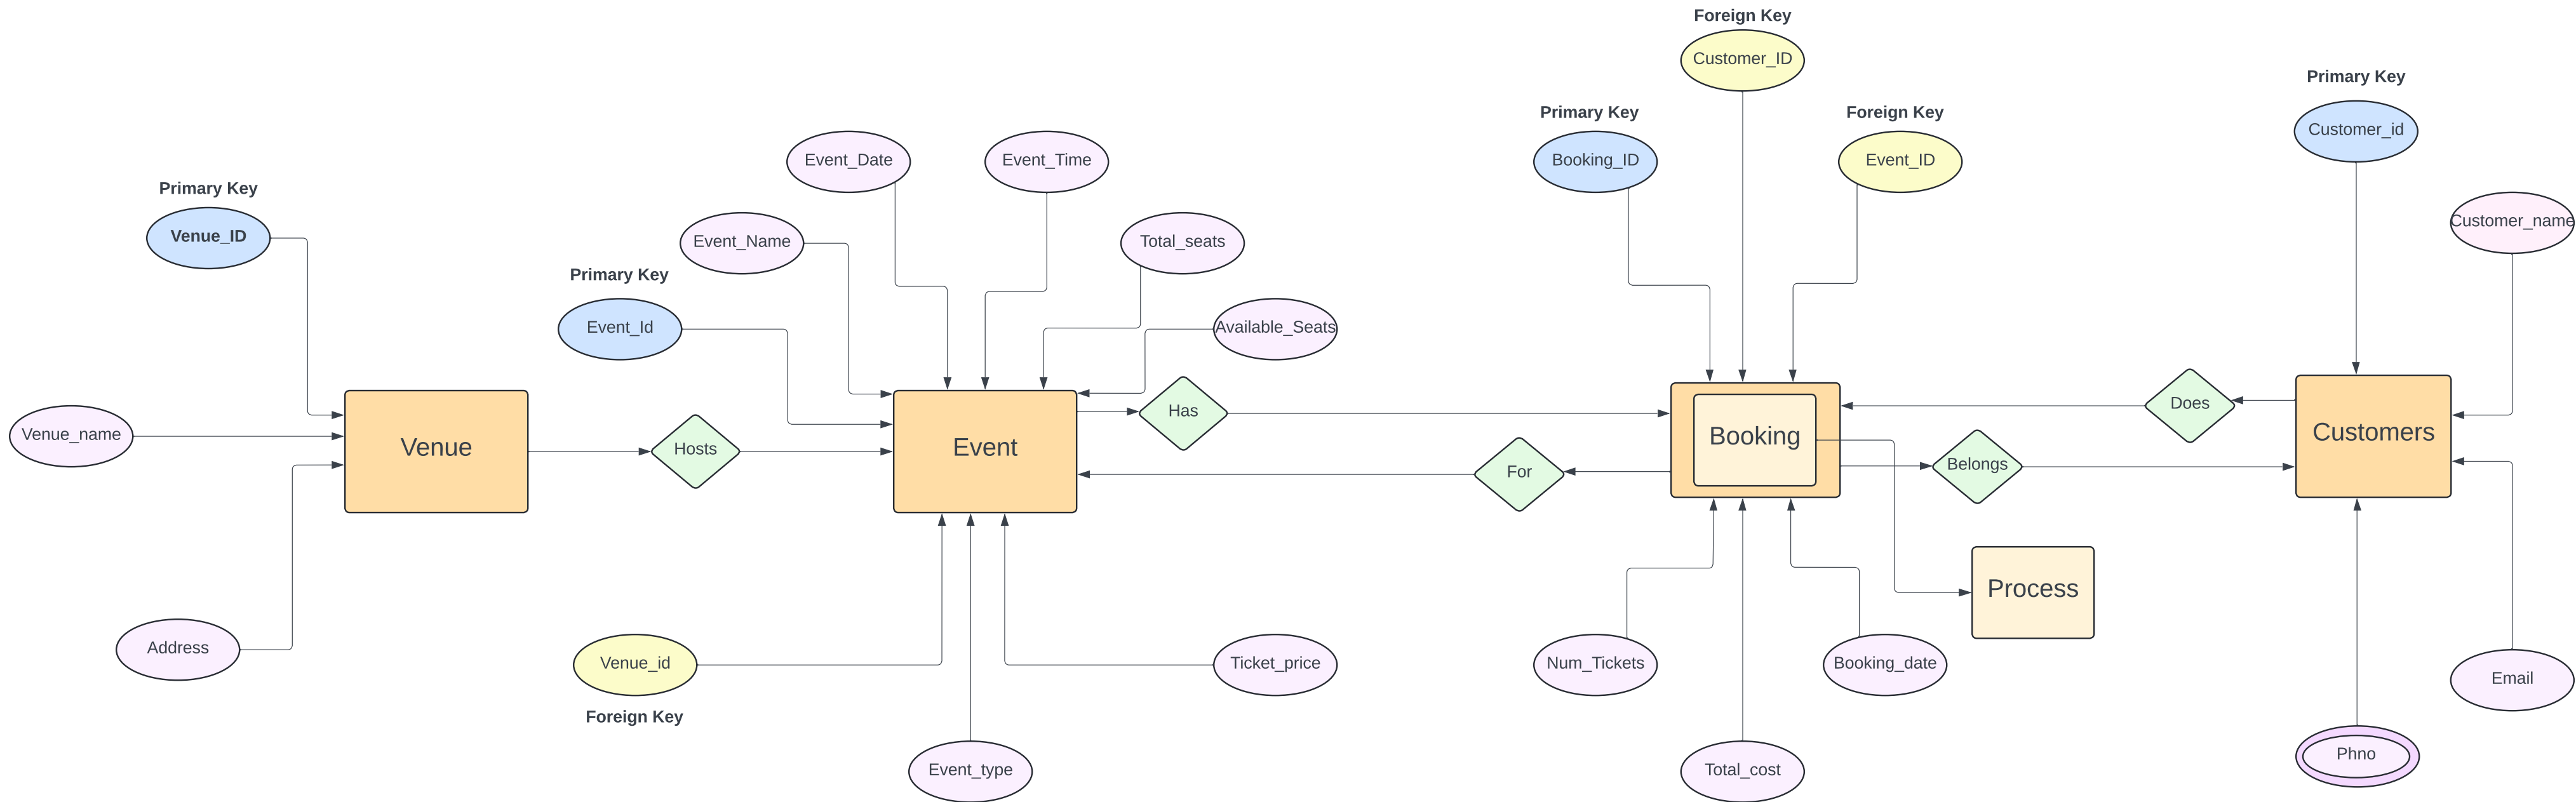 Foreign Key
Customer_ID
Primary Key
Customer_id
Primary Key
Booking_ID
Foreign Key
Event_ID
Event_Date
Event_Time
Primary Key
Venue_ID
Customer_name
Event_Name
Total_seats
Primary Key
Event_Id
Available_Seats
Has
Does
Venue_name
Venue
Hosts
Event
For
Booking
Belongs
Customers
Process
Address
Venue_id
Foreign Key
Ticket_price
Num_Tickets
Booking_date
Email
Event_type
Total_cost
Phno